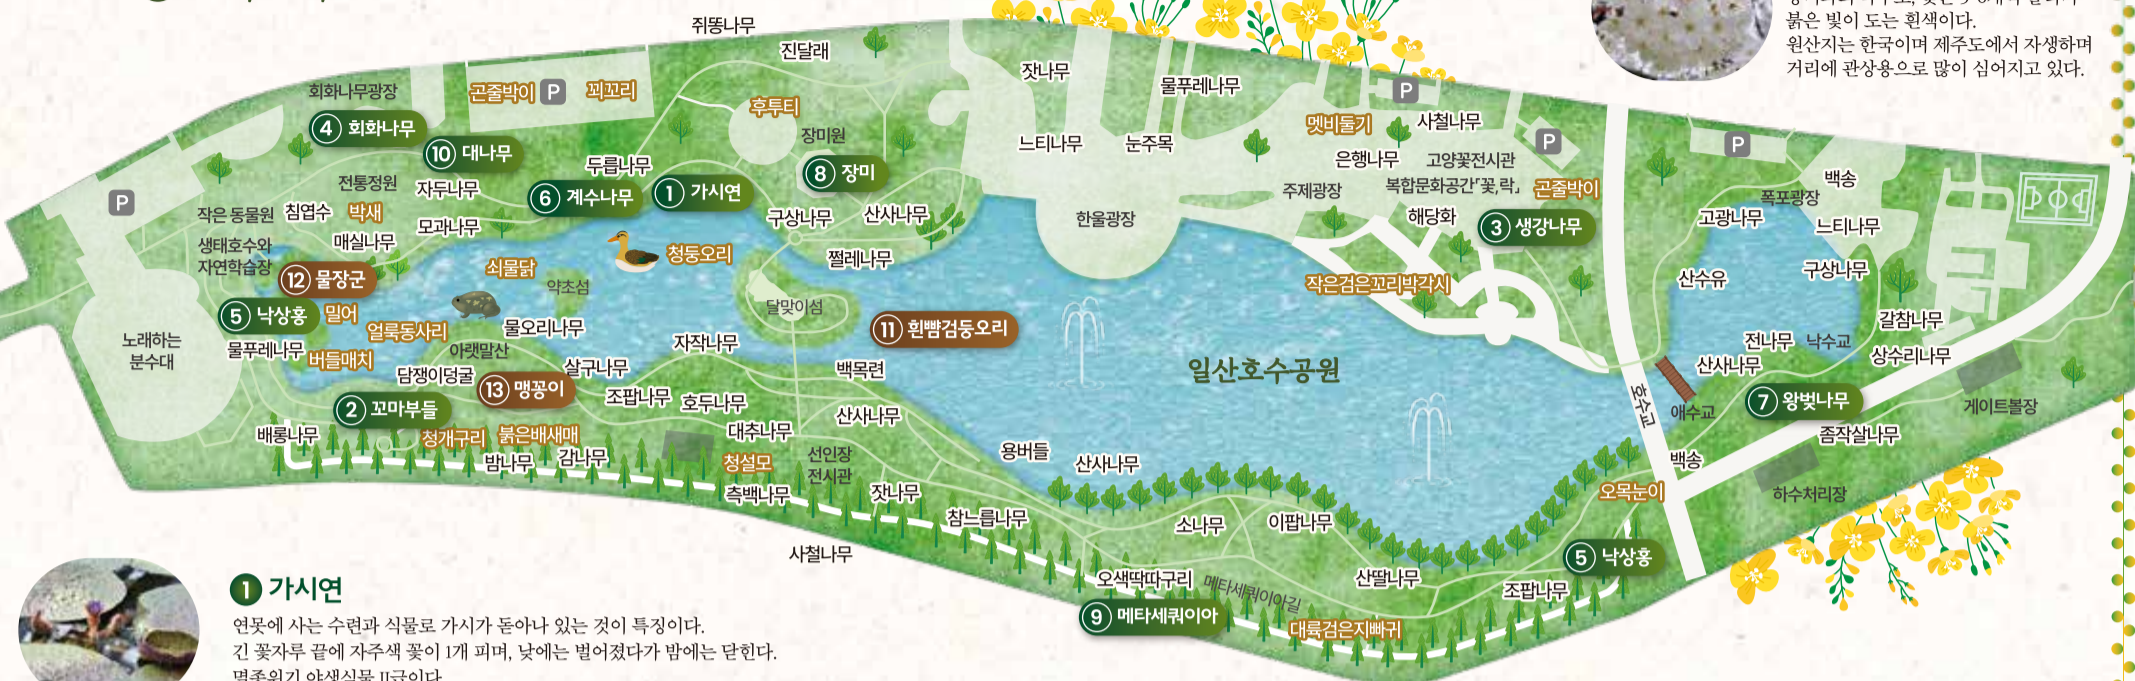 붉은 빛이 도는 흰색이다.
원산지는 한국이며 제주도에서 자생하며
거리에 관상용으로 많이 심어지고 있다.
쥐똥나무
진달래
회화나무광장
곤줄박이 P 꾀꼬리
4 회화나무
10 대나무
후투티
장미원
8 장미
잣나무
물푸레나무
느티나무
눈주목
P
멧비둘기
사철나무
은행나무
고양꽃전시관
복합문화공간「꽃,락」
P
곤줄박이
주제광장
해당화
3 생강나무
P
백송
폭포광장
고광나무
느티나무
P
전통정원
자두나무
두릅나무
6 계수나무
1 가시연
작은 동물원
침엽수
박새
모과나무
매실나무
구상나무
산사나무
한울광장
생태호수와
자연학습장
12 물장군
쇠물닭
약초섬
청둥오리
쩔레나무
작은검은꼬리박각시
산수유
구상나무
5 낙상홍
밀어
얼룩동사리
물오리나무
달맞이섬
11 흰뺨검둥오리
갈참나무
노래하는
분수대
물푸레나무
버들매치
아랫말산
담쟁이덩굴
살구나무
자작나무
백목련
일산호수공원
호수교
전나무
낙수교
상수리나무
산사나무
13 맹꽁이
2 꼬마부들
조팝나무
호두나무
산사나무
애수교
7 왕벚나무
게이트볼장
배롱나무
청개구리
붉은배새매
대추나무
좀작살나무
밤나무
감나무
청설모
선인장
전시관
용버들
산사나무
백송
측백나무
잣나무
오목눈이
하수처리장
참느릅나무
소나무
이팝나무
사철나무
5 낙상홍
오색딱따구리
메타세쿼이아길
산딸나무
조팝나무
9 메타세쿼이아
대륙검은지빠귀
1 가시연
연못에 사는 수련과 식물로 가시가 돋아나 있는 것이 특징이다.
긴 꽃자루 끝에 자주색 꽃이 1개 피며, 낮에는 벌어졌다가 밤에는 닫힌다.
멸종위기 야생식물 II급이다.